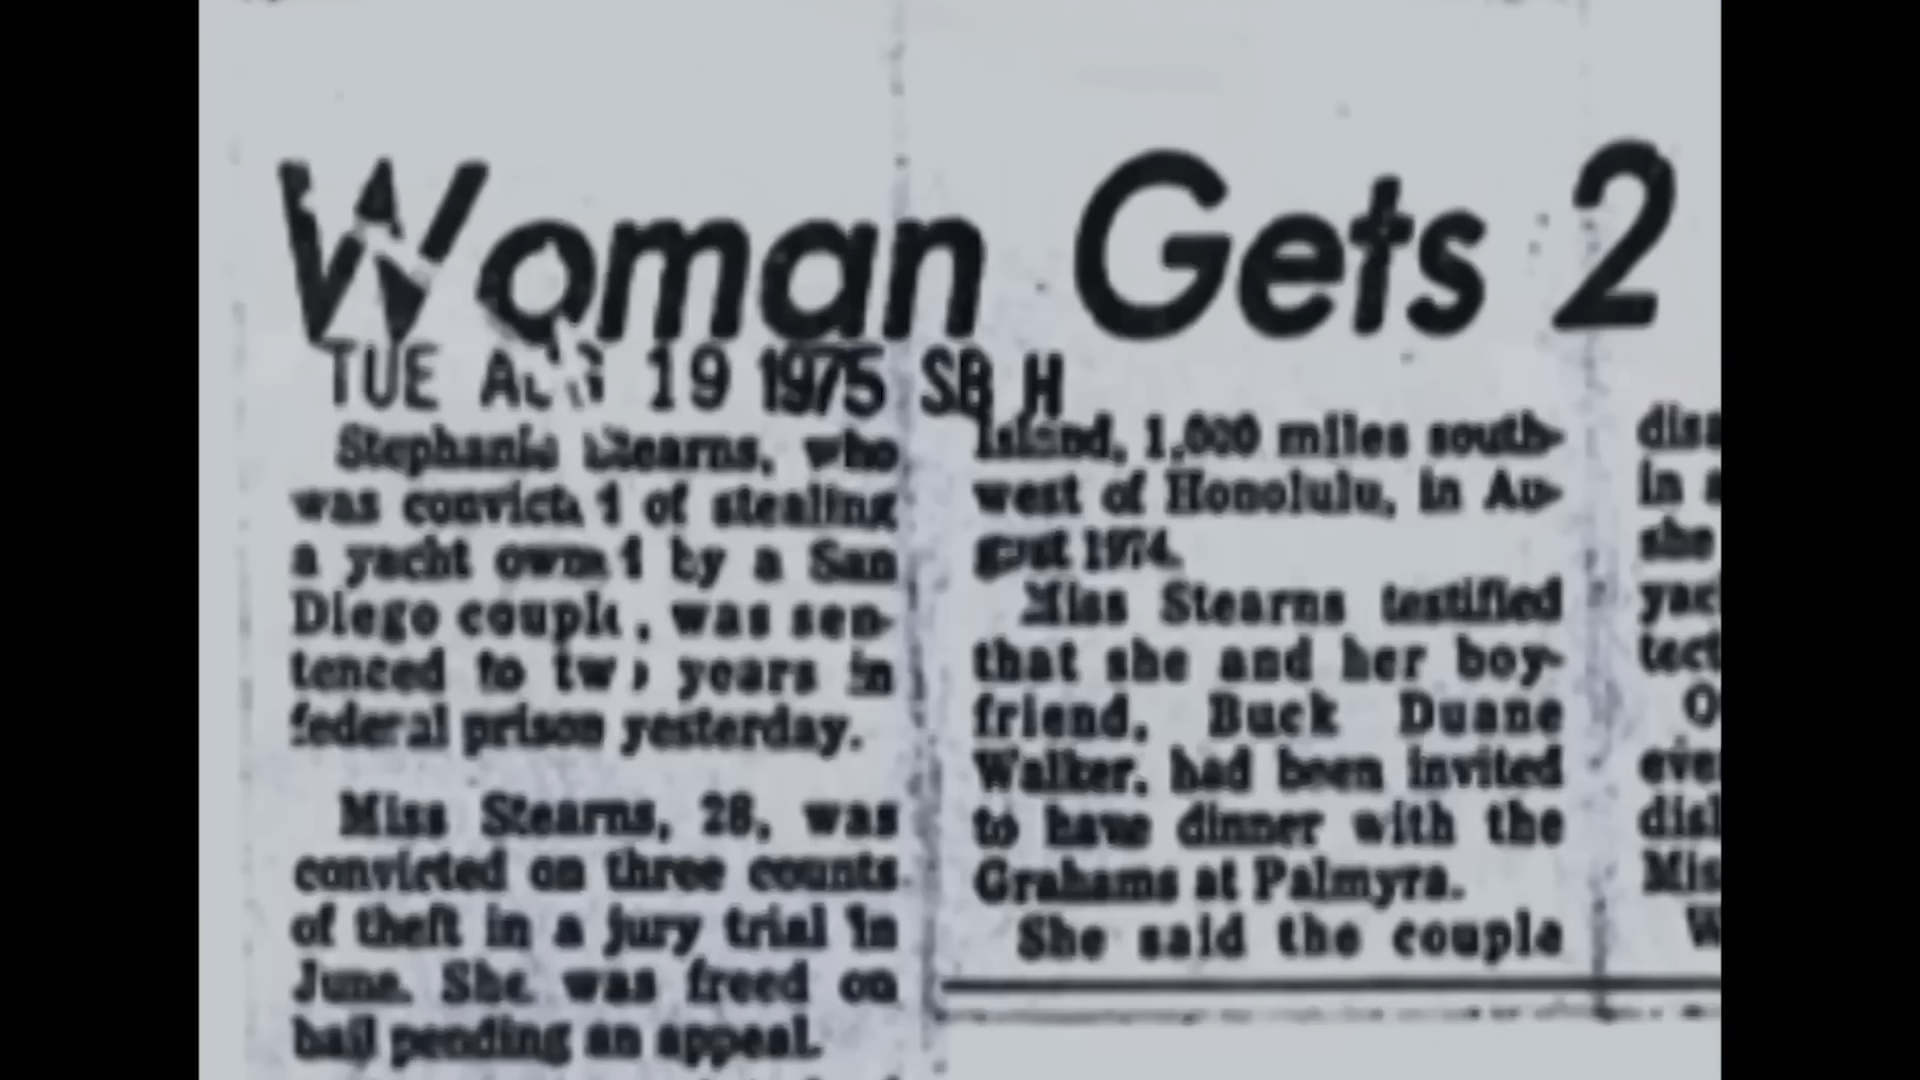 Woman Gets 2
TUE AUG 19 1975 SB H
Stephanie Stearns, who
was convicted of stealing
a yacht owned by a San
Diego couple, was sen-
tenced to two years in
federal prison yesterday.
Miss Stearns, 28, was
convicted on three counts
of theft in a jury trial in
June. She was freed on
bail pending an appeal.
Island, 1,000 miles south-
west of Honolulu, in Au-
gust 1974.
Miss Stearns testified
that she and her boy-
friend, Buck Duane
Walker, had been invited
to have dinner with the
Grahams at Palmyra.
She said the couple
in
she